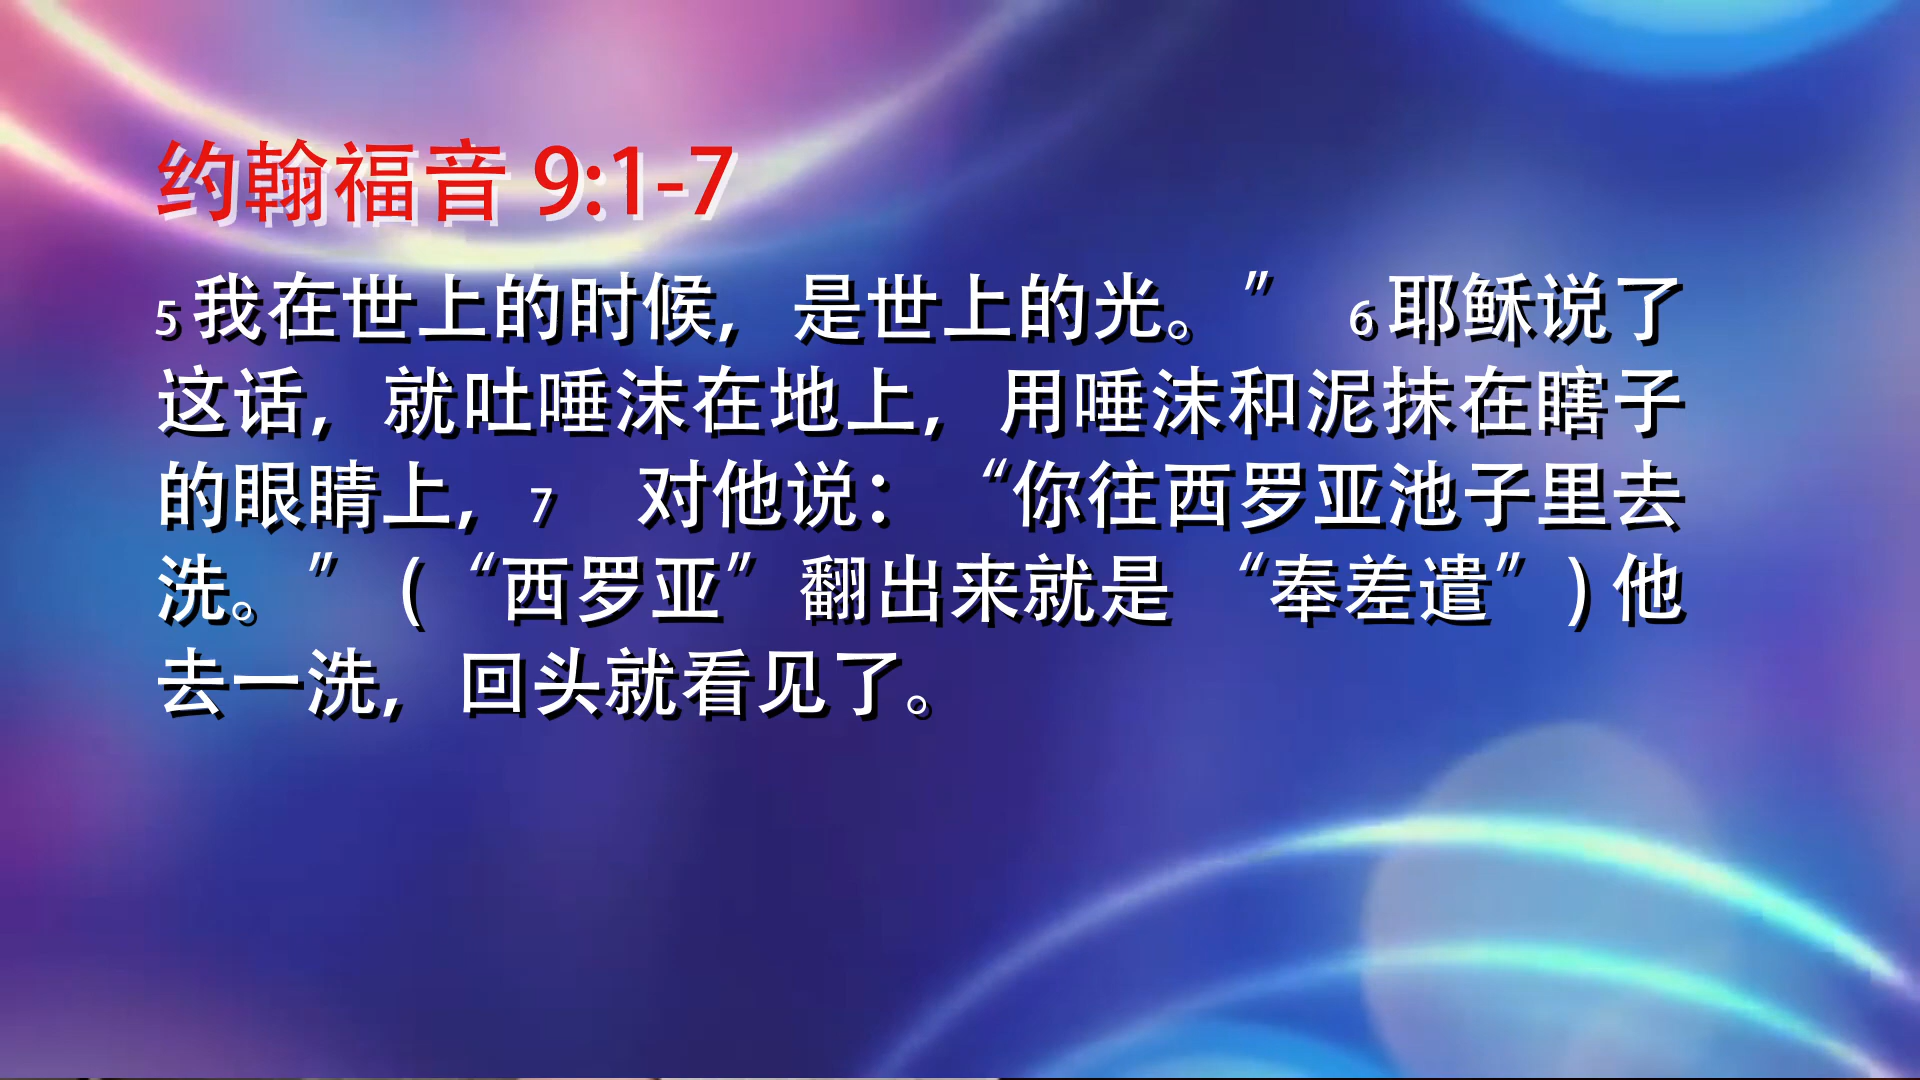 约翰福音 9:1-7
5 我在世上的时候，是世上的光。” 6 耶稣说了
这话，就吐唾沫在地上，用唾沫和泥抹在瞎子
的眼睛上，7 对他说：“你往西罗亚池子里去
洗。”（“西罗亚”翻出来就是“奉差遣”）他
去一洗，回头就看见了。